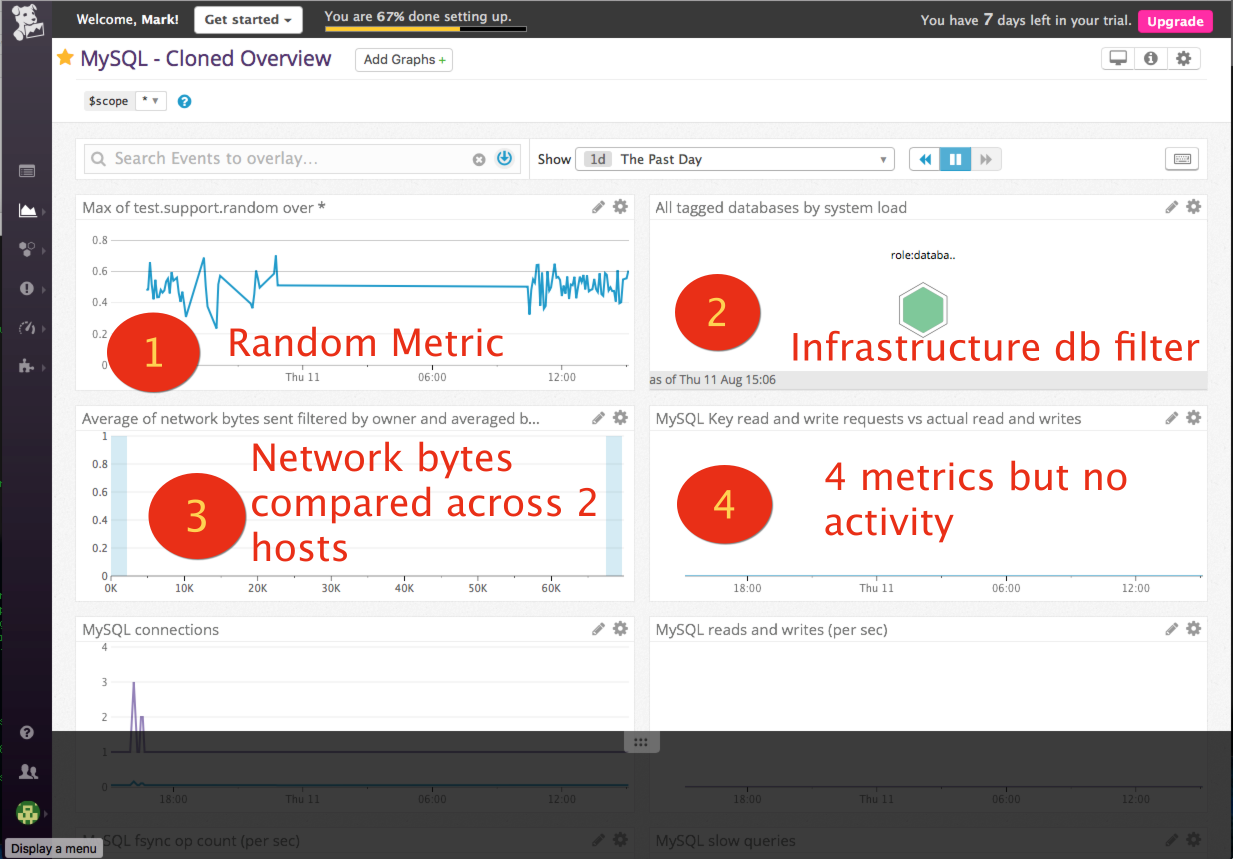 Welcome, Mark!
Get started
You are 67% done setting up.
You have 7 days left in your trial.
Upgrade
MySQL - Cloned Overview
Add Graphs +
$scope
*
?
Search Events to overlay...
Show
1d
The Past Day
Max of test.support.random over *
0.8
0.6
0.4
0.2
0
Thu 11
06:00
12:00
1
Random Metric
All tagged databases by system load
role:databa..
2
Infrastructure db filter
as of Thu 11 Aug 15:06
Average of network bytes sent filtered by owner and averaged b...
1
0.8
0.6
0.4
0.2
0
0K
10K
20K
30K
40K
50K
60K
3
Network bytes
compared across 2
hosts
MySQL Key read and write requests vs actual read and writes
4
4 metrics but no
activity
18:00
Thu 11
06:00
12:00
MySQL connections
4
3
2
1
0
18:00
Thu 11
06:00
12:00
MySQL reads and writes (per sec)
18:00
Thu 11
06:00
12:00
MySQL fsync op count (per sec)
MySQL slow queries
Display a menu